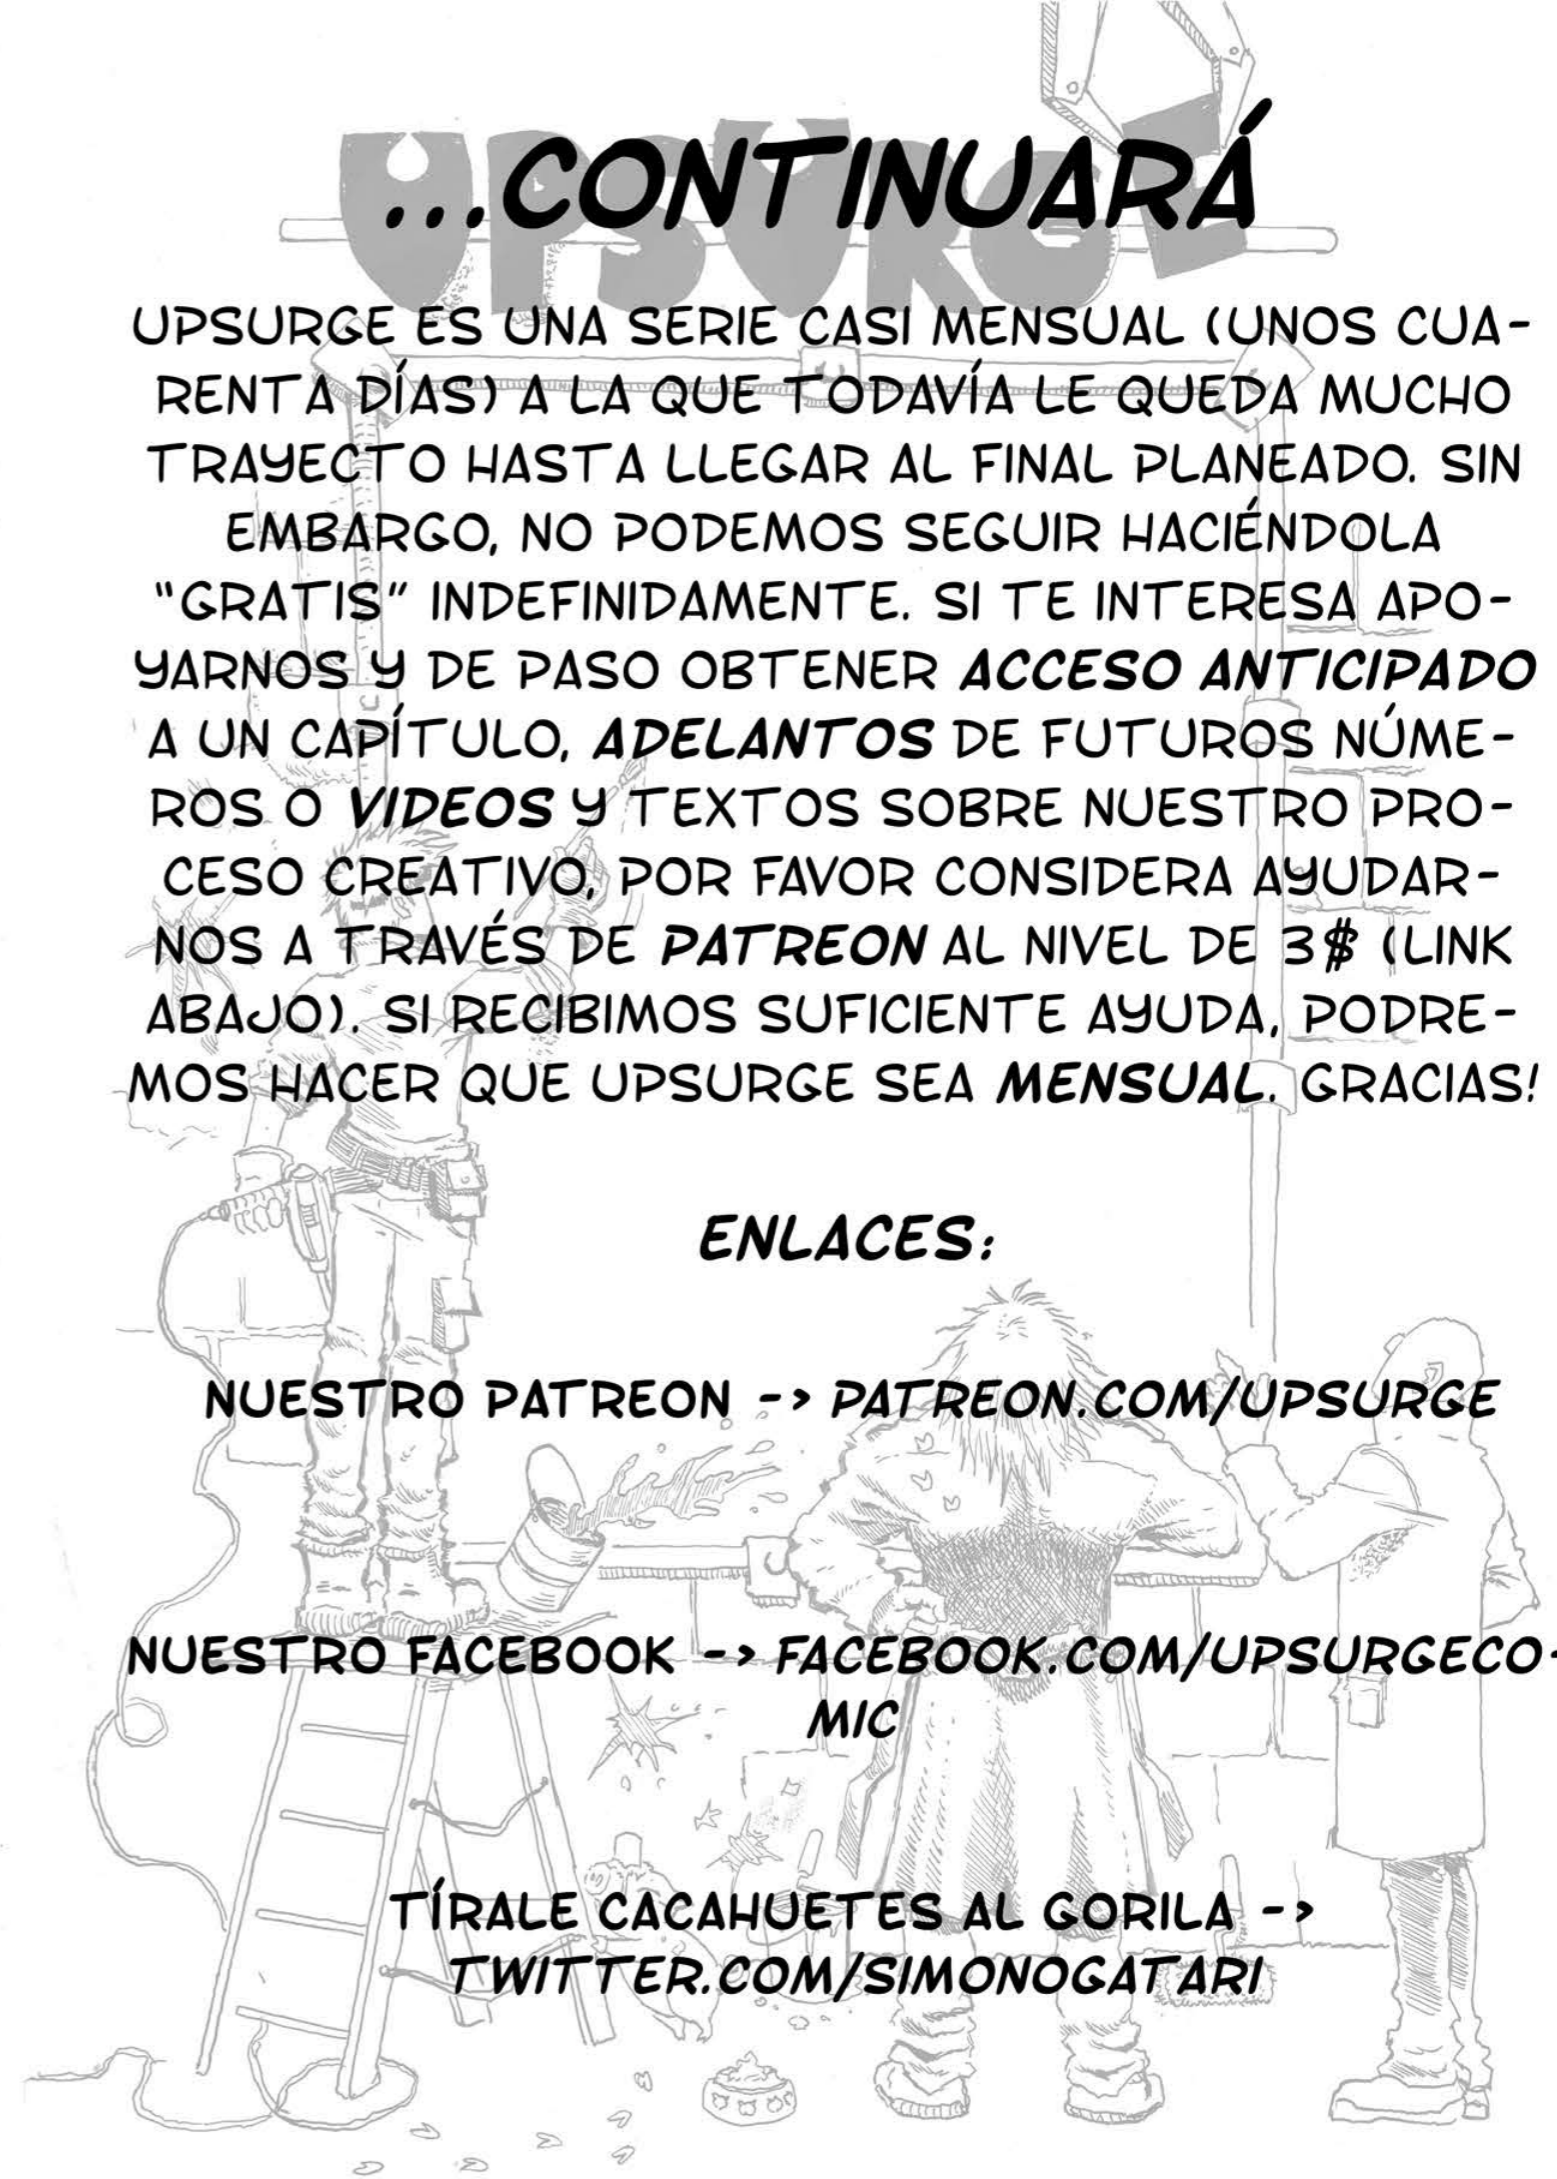 UPSURGE
...CONTINUARÁ
UPSURGE ES UNA SERIE CASI MENSUAL (UNOS CUA-
RENTA DÍAS) A LA QUE TODAVÍA LE QUEDA MUCHO
TRAYECTO HASTA LLEGAR AL FINAL PLANEADO. SIN
EMBARGO, NO PODEMOS SEGUIR HACIÉNDOLA
"GRATIS" INDEFINIDAMENTE. SI TE INTERESA APO-
YARNOS Y DE PASO OBTENER ACCESO ANTICIPADO
A UN CAPÍTULO, ADELANTOS DE FUTUROS NÚME-
ROS O VIDEOS Y TEXTOS SOBRE NUESTRO PRO-
CESO CREATIVO, POR FAVOR CONSIDERA AYUDAR-
NOS A TRAVÉS DE PATREON AL NIVEL DE 3$ (LINK
ABAJO). SI RECIBIMOS SUFICIENTE AYUDA, PODRE-
MOS HACER QUE UPSURGE SEA MENSUAL. GRACIAS!
ENLACES:
NUESTRO PATREON -> PATREON.COM/UPSURGE
NUESTRO FACEBOOK -> FACEBOOK.COM/UPSURGECO-
MIC
TÍRALE CACAHUETES AL GORILA ->
TWITTER.COM/SIMONOGATARI